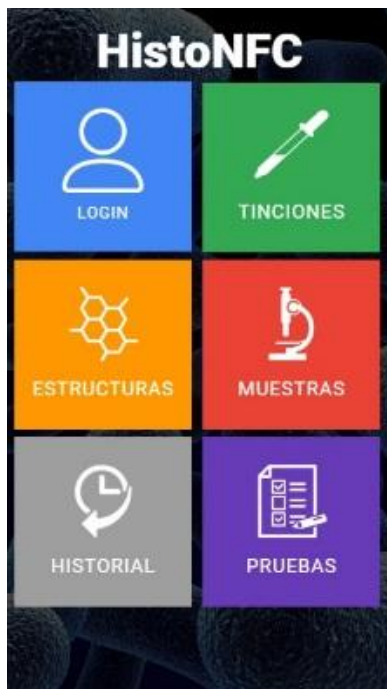 HistoNFC
LOGIN
TINCIONES
ESTRUCTURAS
MUESTRAS
HISTORIAL
PRUEBAS